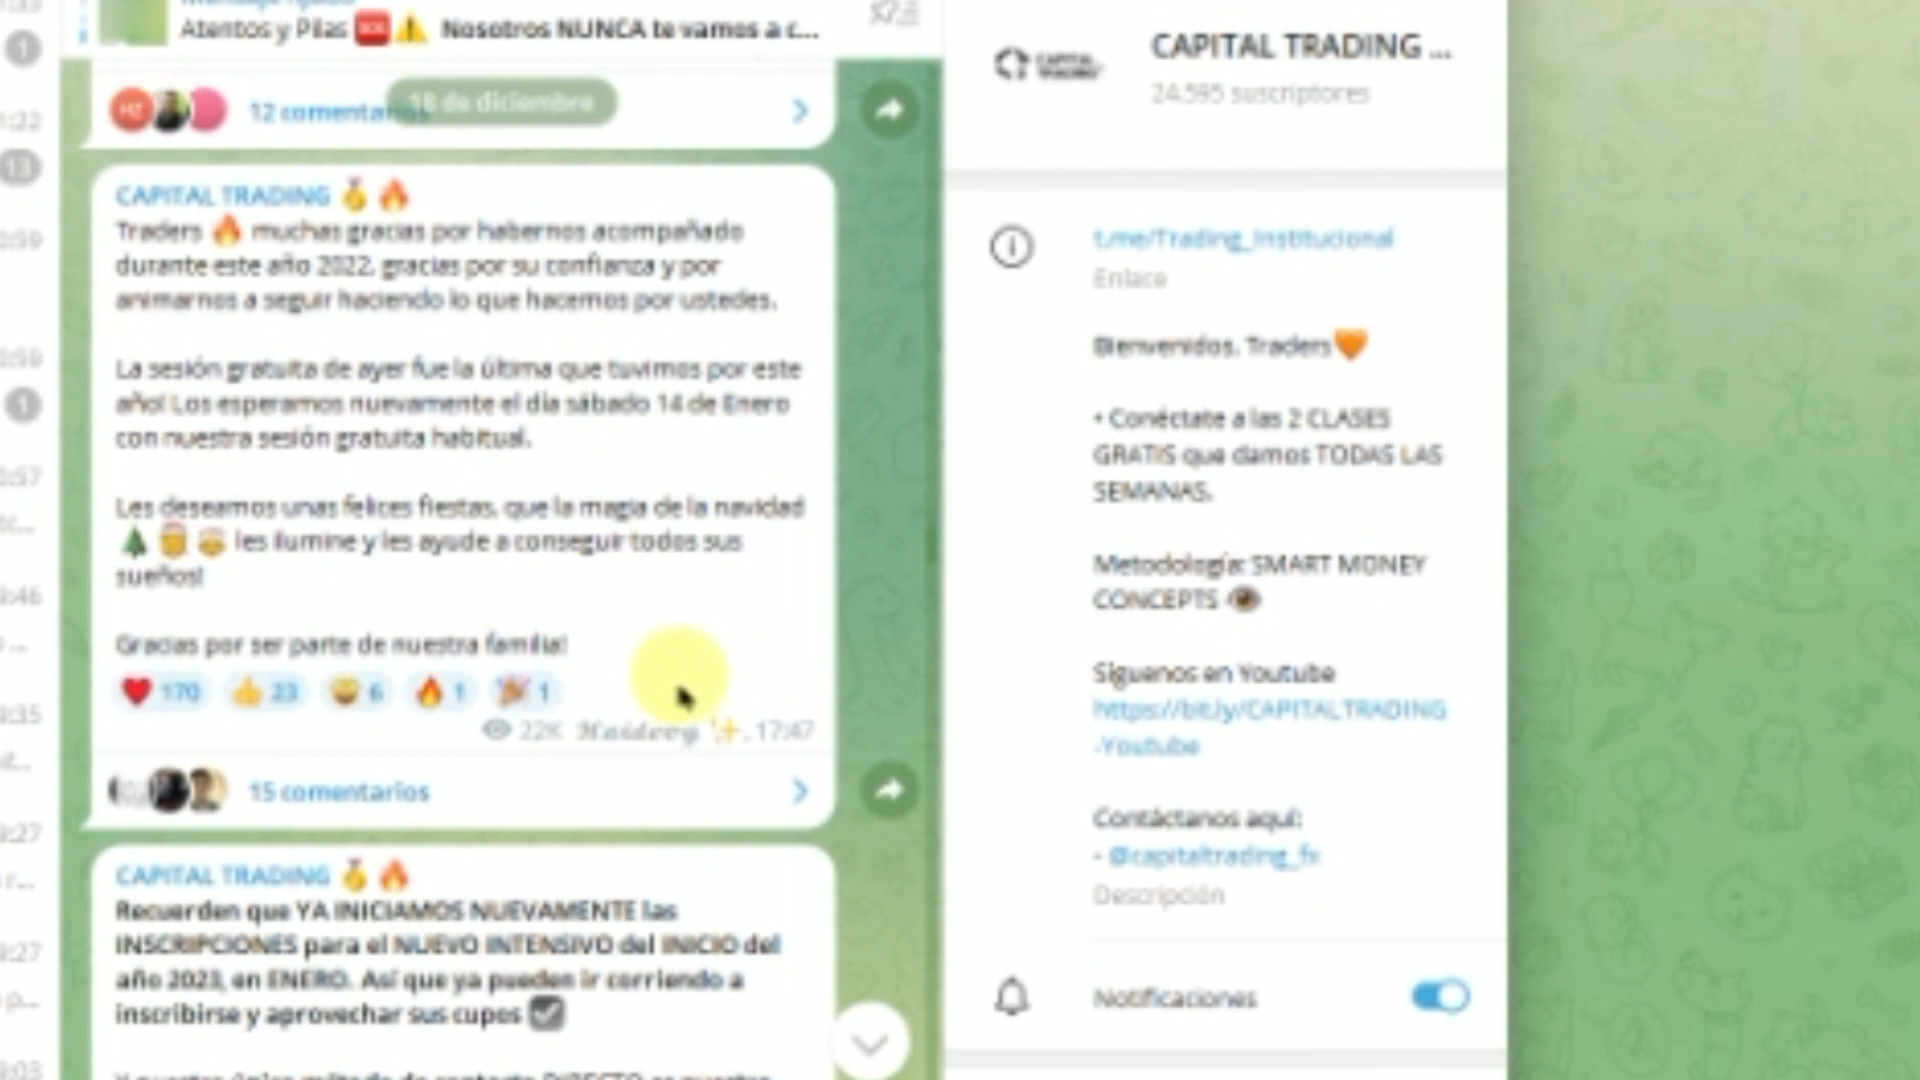 Atentos y Pilas 🆘⚠️ Nosotros NUNCA te vamos a c...
12 comentarios
18 de diciembre
CAPITAL TRADING 🥇🔥
Traders 🔥 muchas gracias por habernos acompañado
durante este año 2022, gracias por su confianza y por
animarnos a seguir haciendo lo que hacemos por ustedes.
La sesión gratuita de ayer fue la última que tuvimos por este
año! Los esperamos nuevamente el día sábado 14 de Enero
con nuestra sesión gratuita habitual.
Les deseamos unas felices fiestas, que la magia de la navidad
🎄🎅🤶 les ilumine y les ayude a conseguir todos sus
sueños!
Gracias por ser parte de nuestra familia!
❤️ 170 👍 23 😄 6 🔥 1 🎉 1
22K 17:47
15 comentarios
CAPITAL TRADING 🥇🔥
Recuerden que YA INICIAMOS NUEVAMENTE las
INSCRIPCIONES para el NUEVO INTENSIVO del INICIO del
año 2023, en ENERO. Así que ya pueden ir corriendo a
inscribirse y aprovechar sus cupos ☑️
CAPITAL TRADING
CAPITAL TRADING ...
24.595 suscriptores
t.me/Trading_Institucional
Enlace
Bienvenidos, Traders🧡
• Conéctate a las 2 CLASES
GRATIS que damos TODAS LAS
SEMANAS.
Metodología: SMART MONEY
CONCEPTS 👁️
Síguenos en Youtube
https://bit.ly/CAPITALTRADING
-Youtube
Contáctanos aquí:
- @capitaltrading_fx
Descripción
Notificaciones